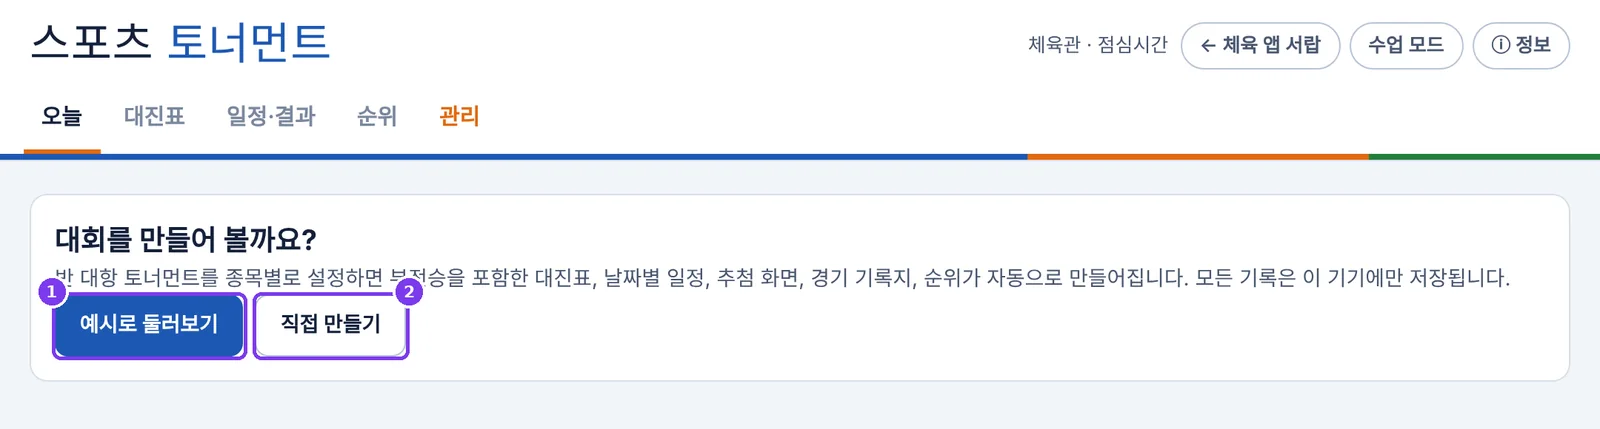 스포츠 토너먼트
체육관 · 점심시간
← 체육 앱 서랍
수업 모드
ⓘ 정보
오늘
대진표
일정·결과
순위
관리
대회를 만들어 볼까요?
반 대항 토너먼트를 종목별로 설정하면 부전승을 포함한 대진표, 날짜별 일정, 추첨 화면, 경기 기록지, 순위가 자동으로 만들어집니다. 모든 기록은 이 기기에만 저장됩니다.
1
예시로 둘러보기
2
직접 만들기